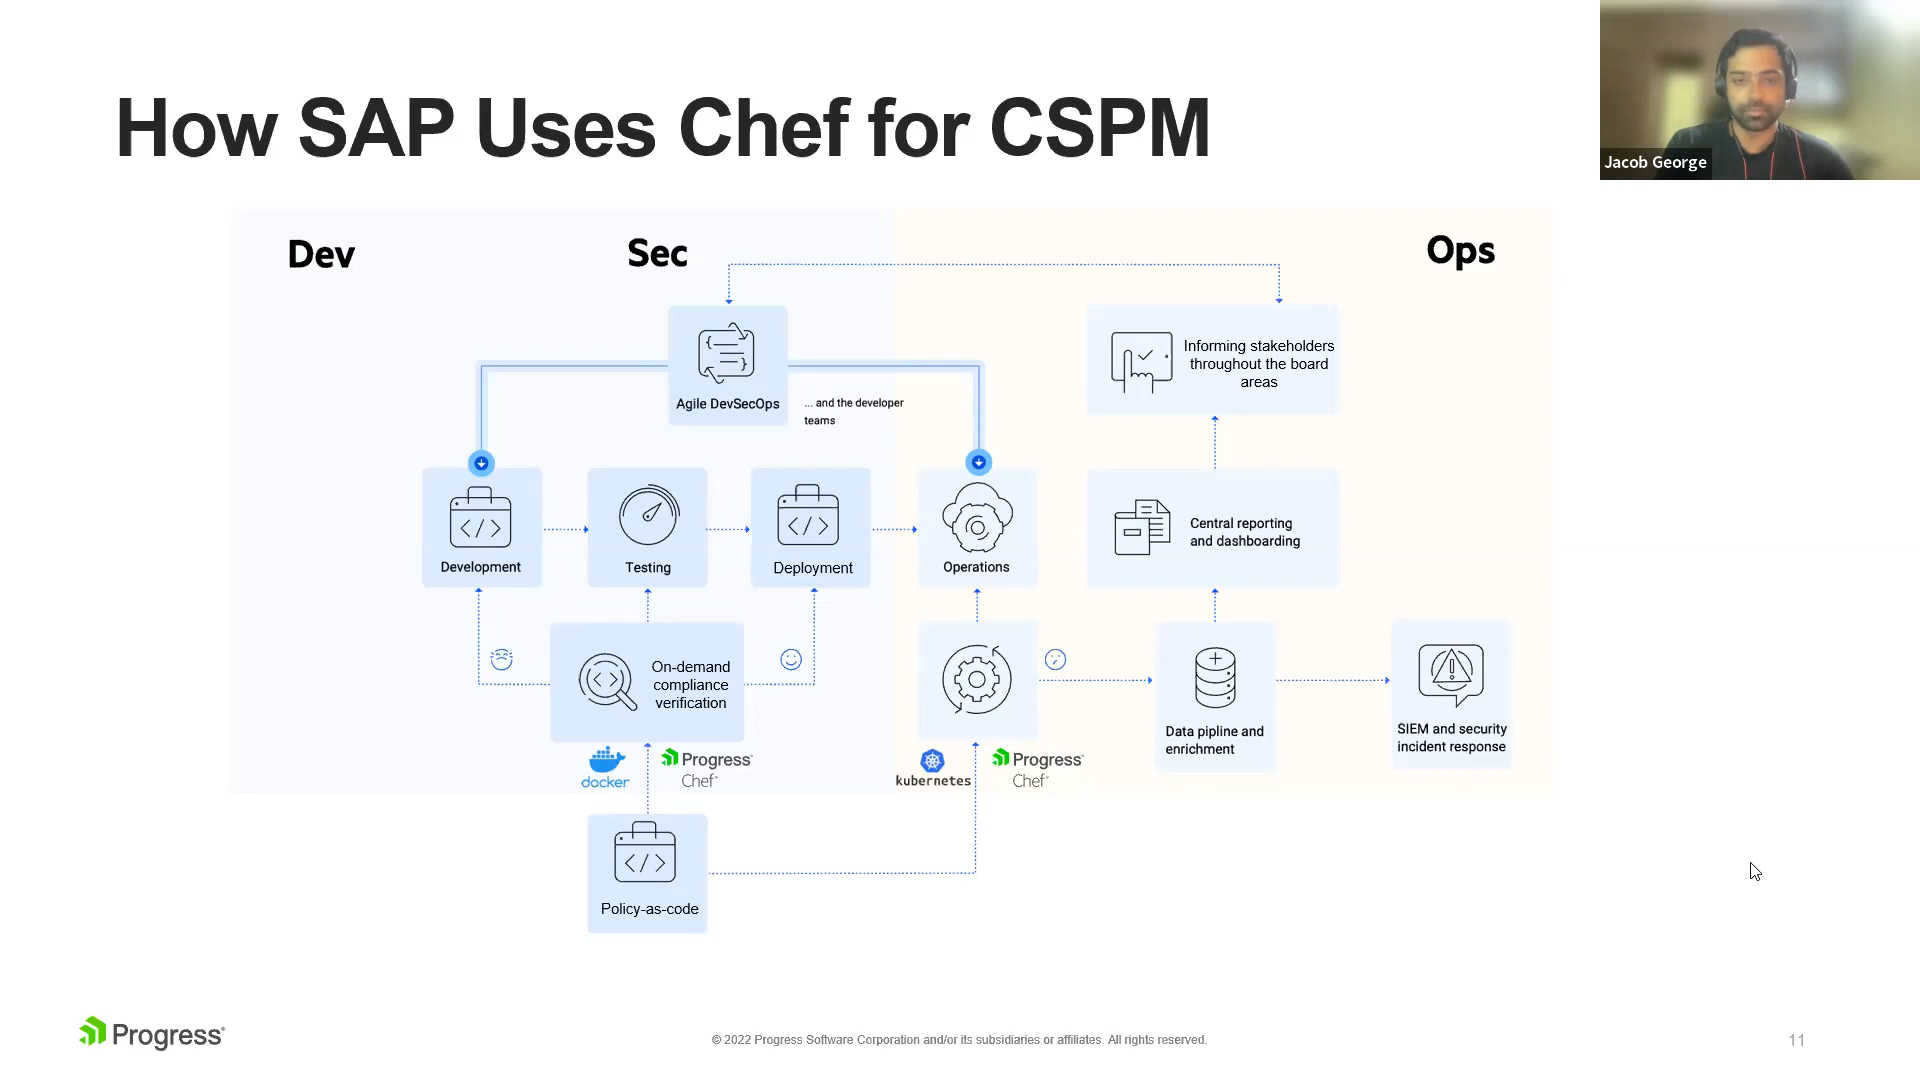 How SAP Uses Chef for CSPM
Jacob George
Dev
Sec
Ops
Agile DevSecOps
... and the developer
teams
Informing stakeholders
throughout the board
areas
Development
Testing
Deployment
Operations
Central reporting
and dashboarding
On-demand
compliance
verification
Data pipline and
enrichment
SIEM and security
incident response
docker
Progress
Chef
kubernetes
Progress
Chef
Policy-as-code
Progress
© 2022 Progress Software Corporation and/or its subsidiaries or affiliates. All rights reserved.
11